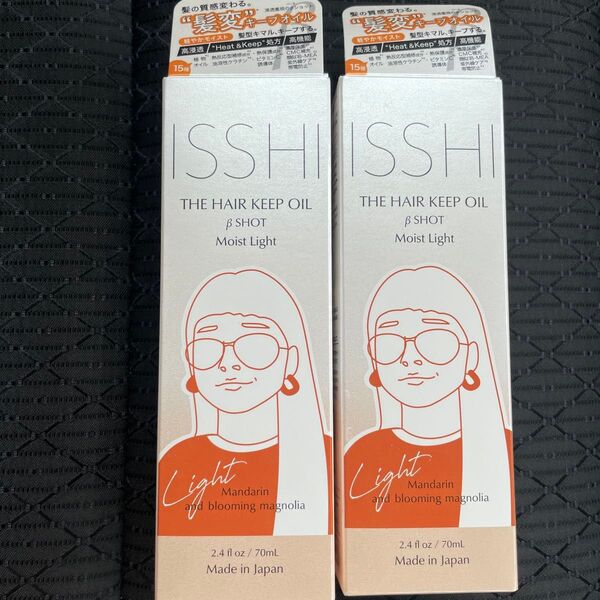 髪の質感変わる。
"髪変"キープオイル
軽やかモイスト 髪型キマル、キープする。
高浸透 "Heat & Keep"処方 高機能
15種
ISSHI
THE HAIR KEEP OIL
β SHOT
Moist Light
Light
Mandarin
and blooming magnolia
2.4 fl oz / 70mL
Made in Japan
髪の質感変わる。
"髪変"キープオイル
軽やかモイスト 髪型キマル、キープする。
高浸透 "Heat & Keep"処方 高機能
15種
ISSHI
THE HAIR KEEP OIL
β SHOT
Moist Light
Light
Mandarin
and blooming magnolia
2.4 fl oz / 70mL
Made in Japan